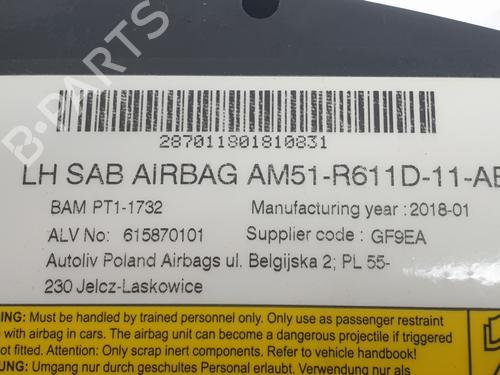 B-PARTS
287011801810831
LH SAB AIRBAG AM51-R611D-11-AE
BAM PT1-1732 Manufacturing year :2018-01
ALV No: 615870101 Supplier code : GF9EA
Autoliv Poland Airbags ul. Belgijska 2; PL 55-
230 Jelcz-Laskowice
NING: Must be handled by trained personnel only. Only use as passenger restraint
with airbag in cars. The airbag unit can become a dangerous projectile if triggered
not fitted. Attention: Only scrap inert components. Refer to vehicle handbook!
UNG: Umgang nur durch geschultes Personal erlaubt. Verwendung nur als